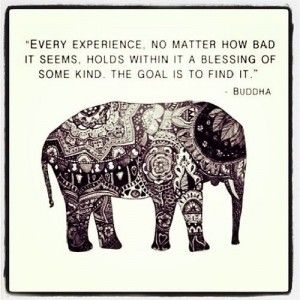 “EVERY EXPERIENCE, NO MATTER HOW BAD
IT SEEMS, HOLDS WITHIN IT A BLESSING OF
SOME KIND. THE GOAL IS TO FIND IT.”
- BUDDHA